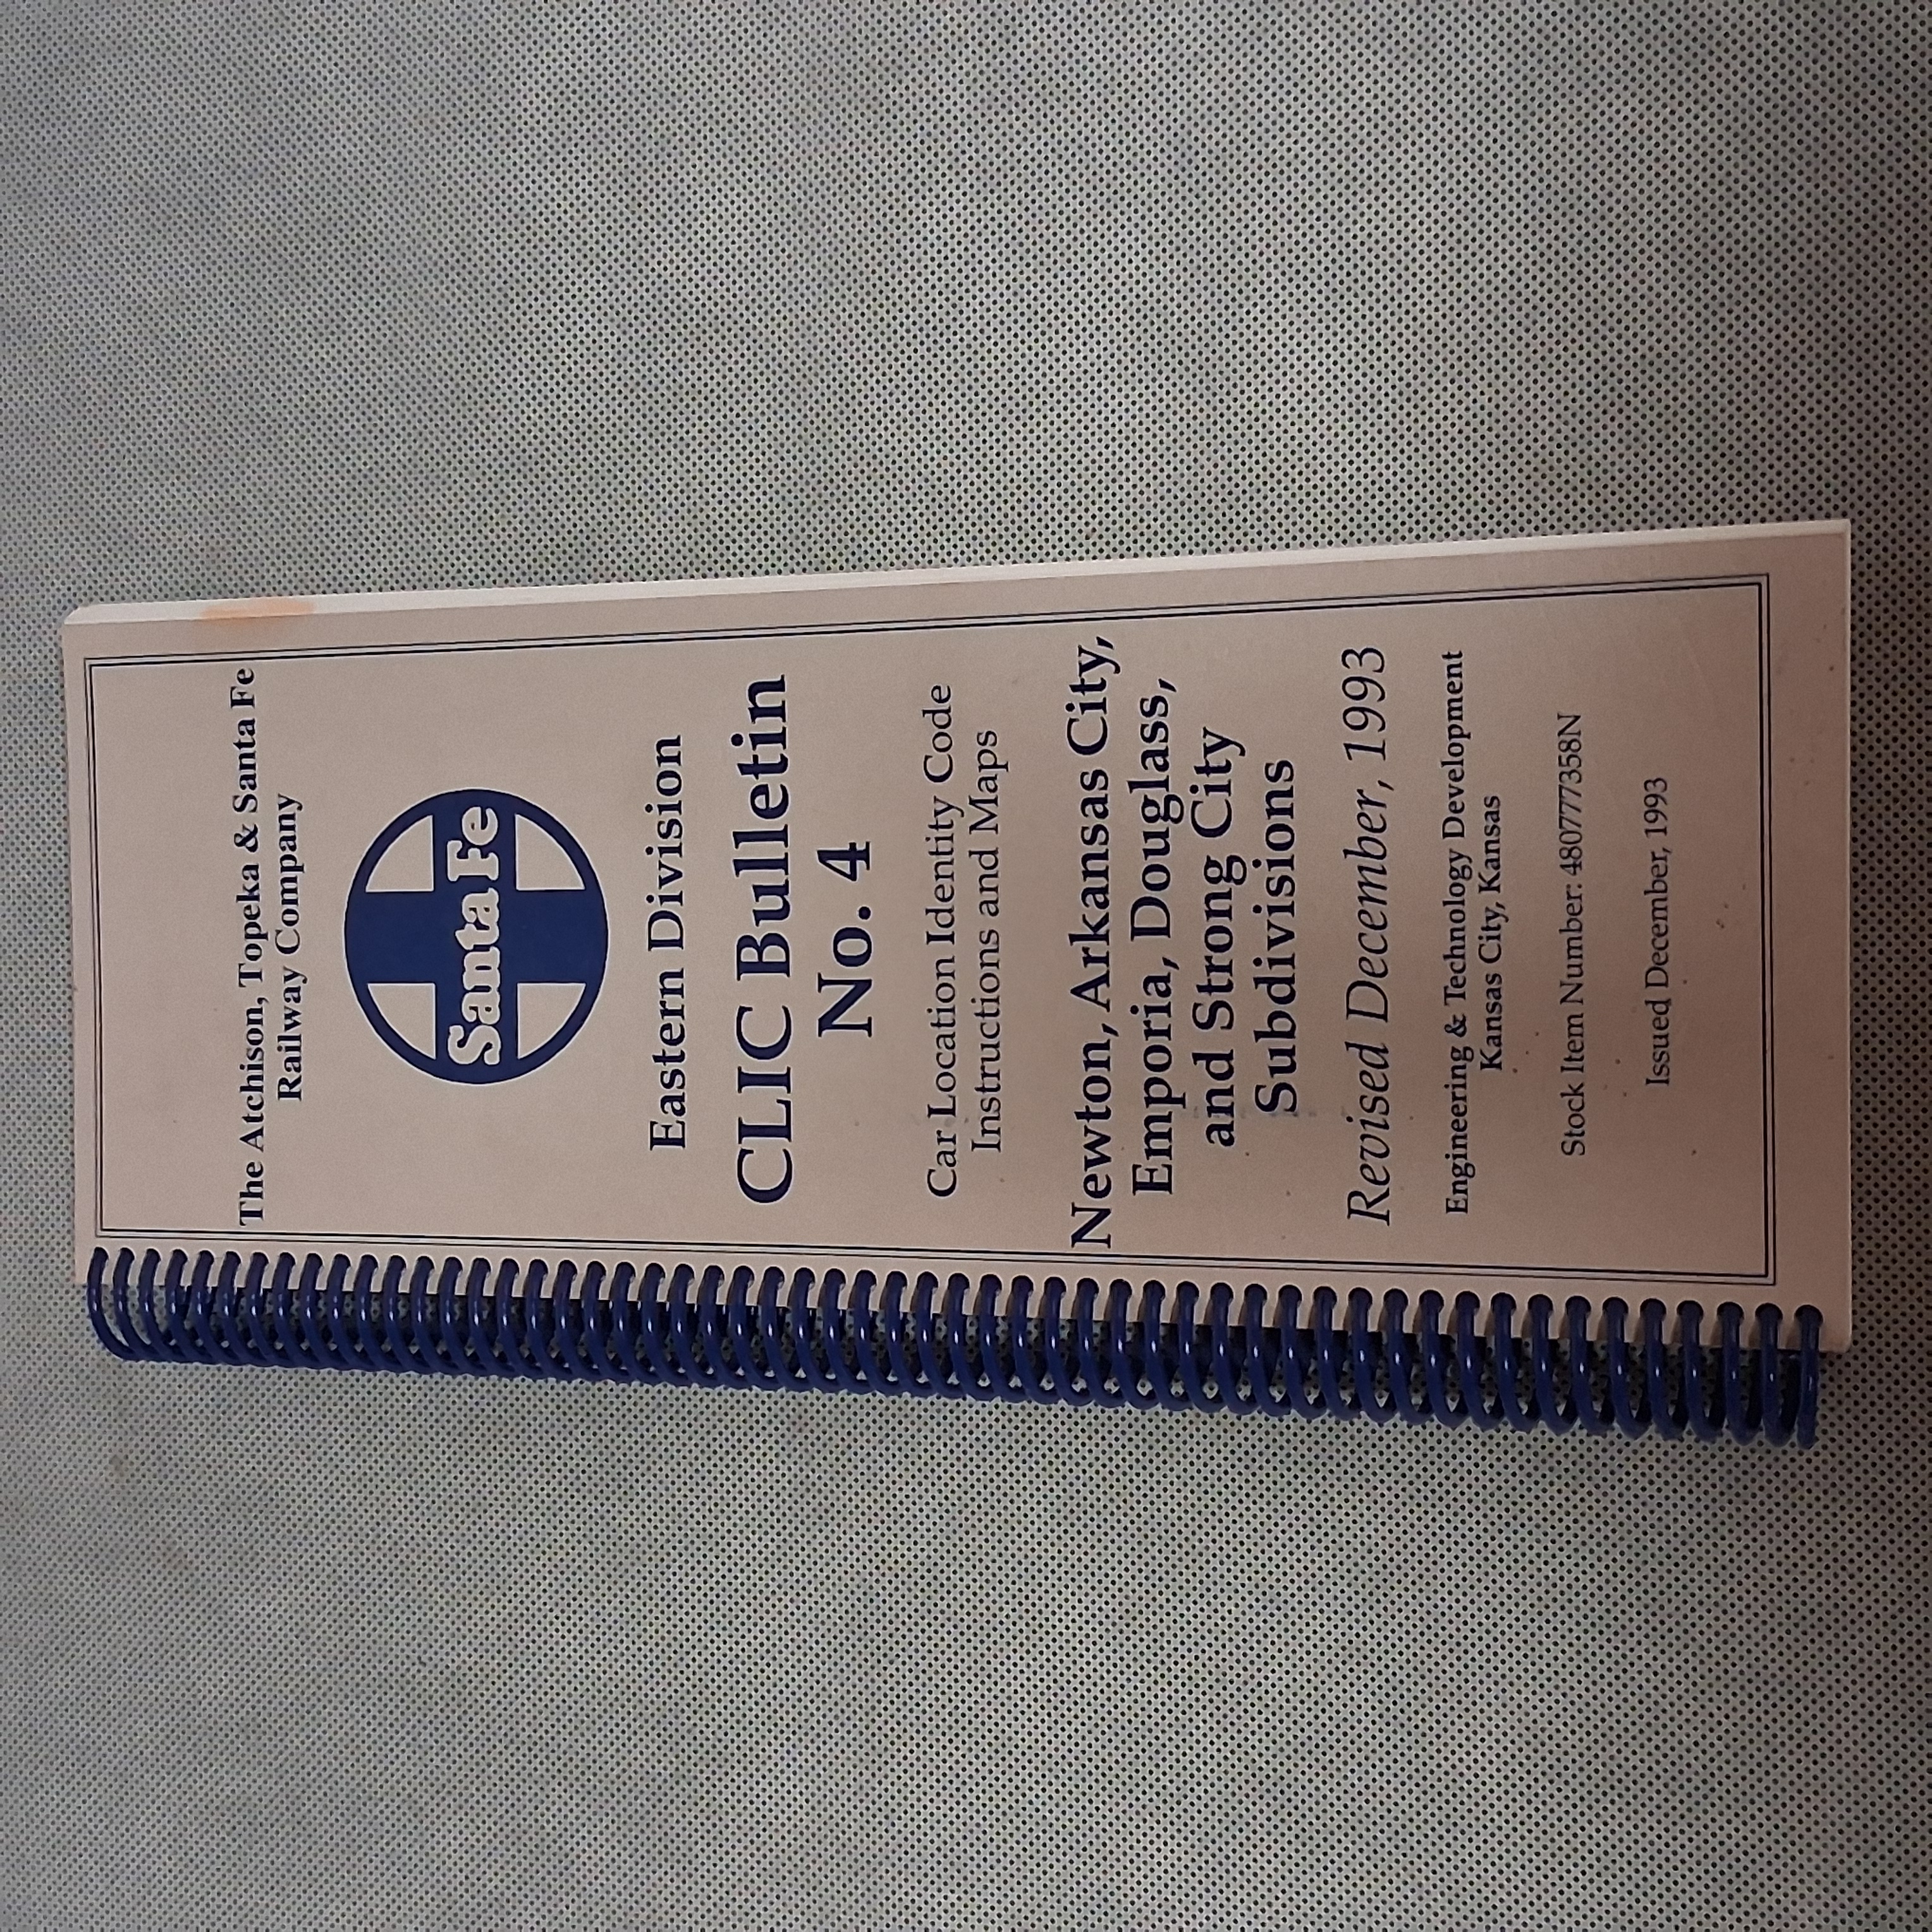 The Atchison, Topeka & Santa Fe
Railway Company
Santa Fe
Eastern Division
CLIC Bulletin
No. 4
Car Location Identity Code
Instructions and Maps
Newton, Arkansas City,
Emporia, Douglass,
and Strong City
Subdivisions
Revised December, 1993
Engineering & Technology Development
Kansas City, Kansas
Stock Item Number: 480777358N
Issued December, 1993